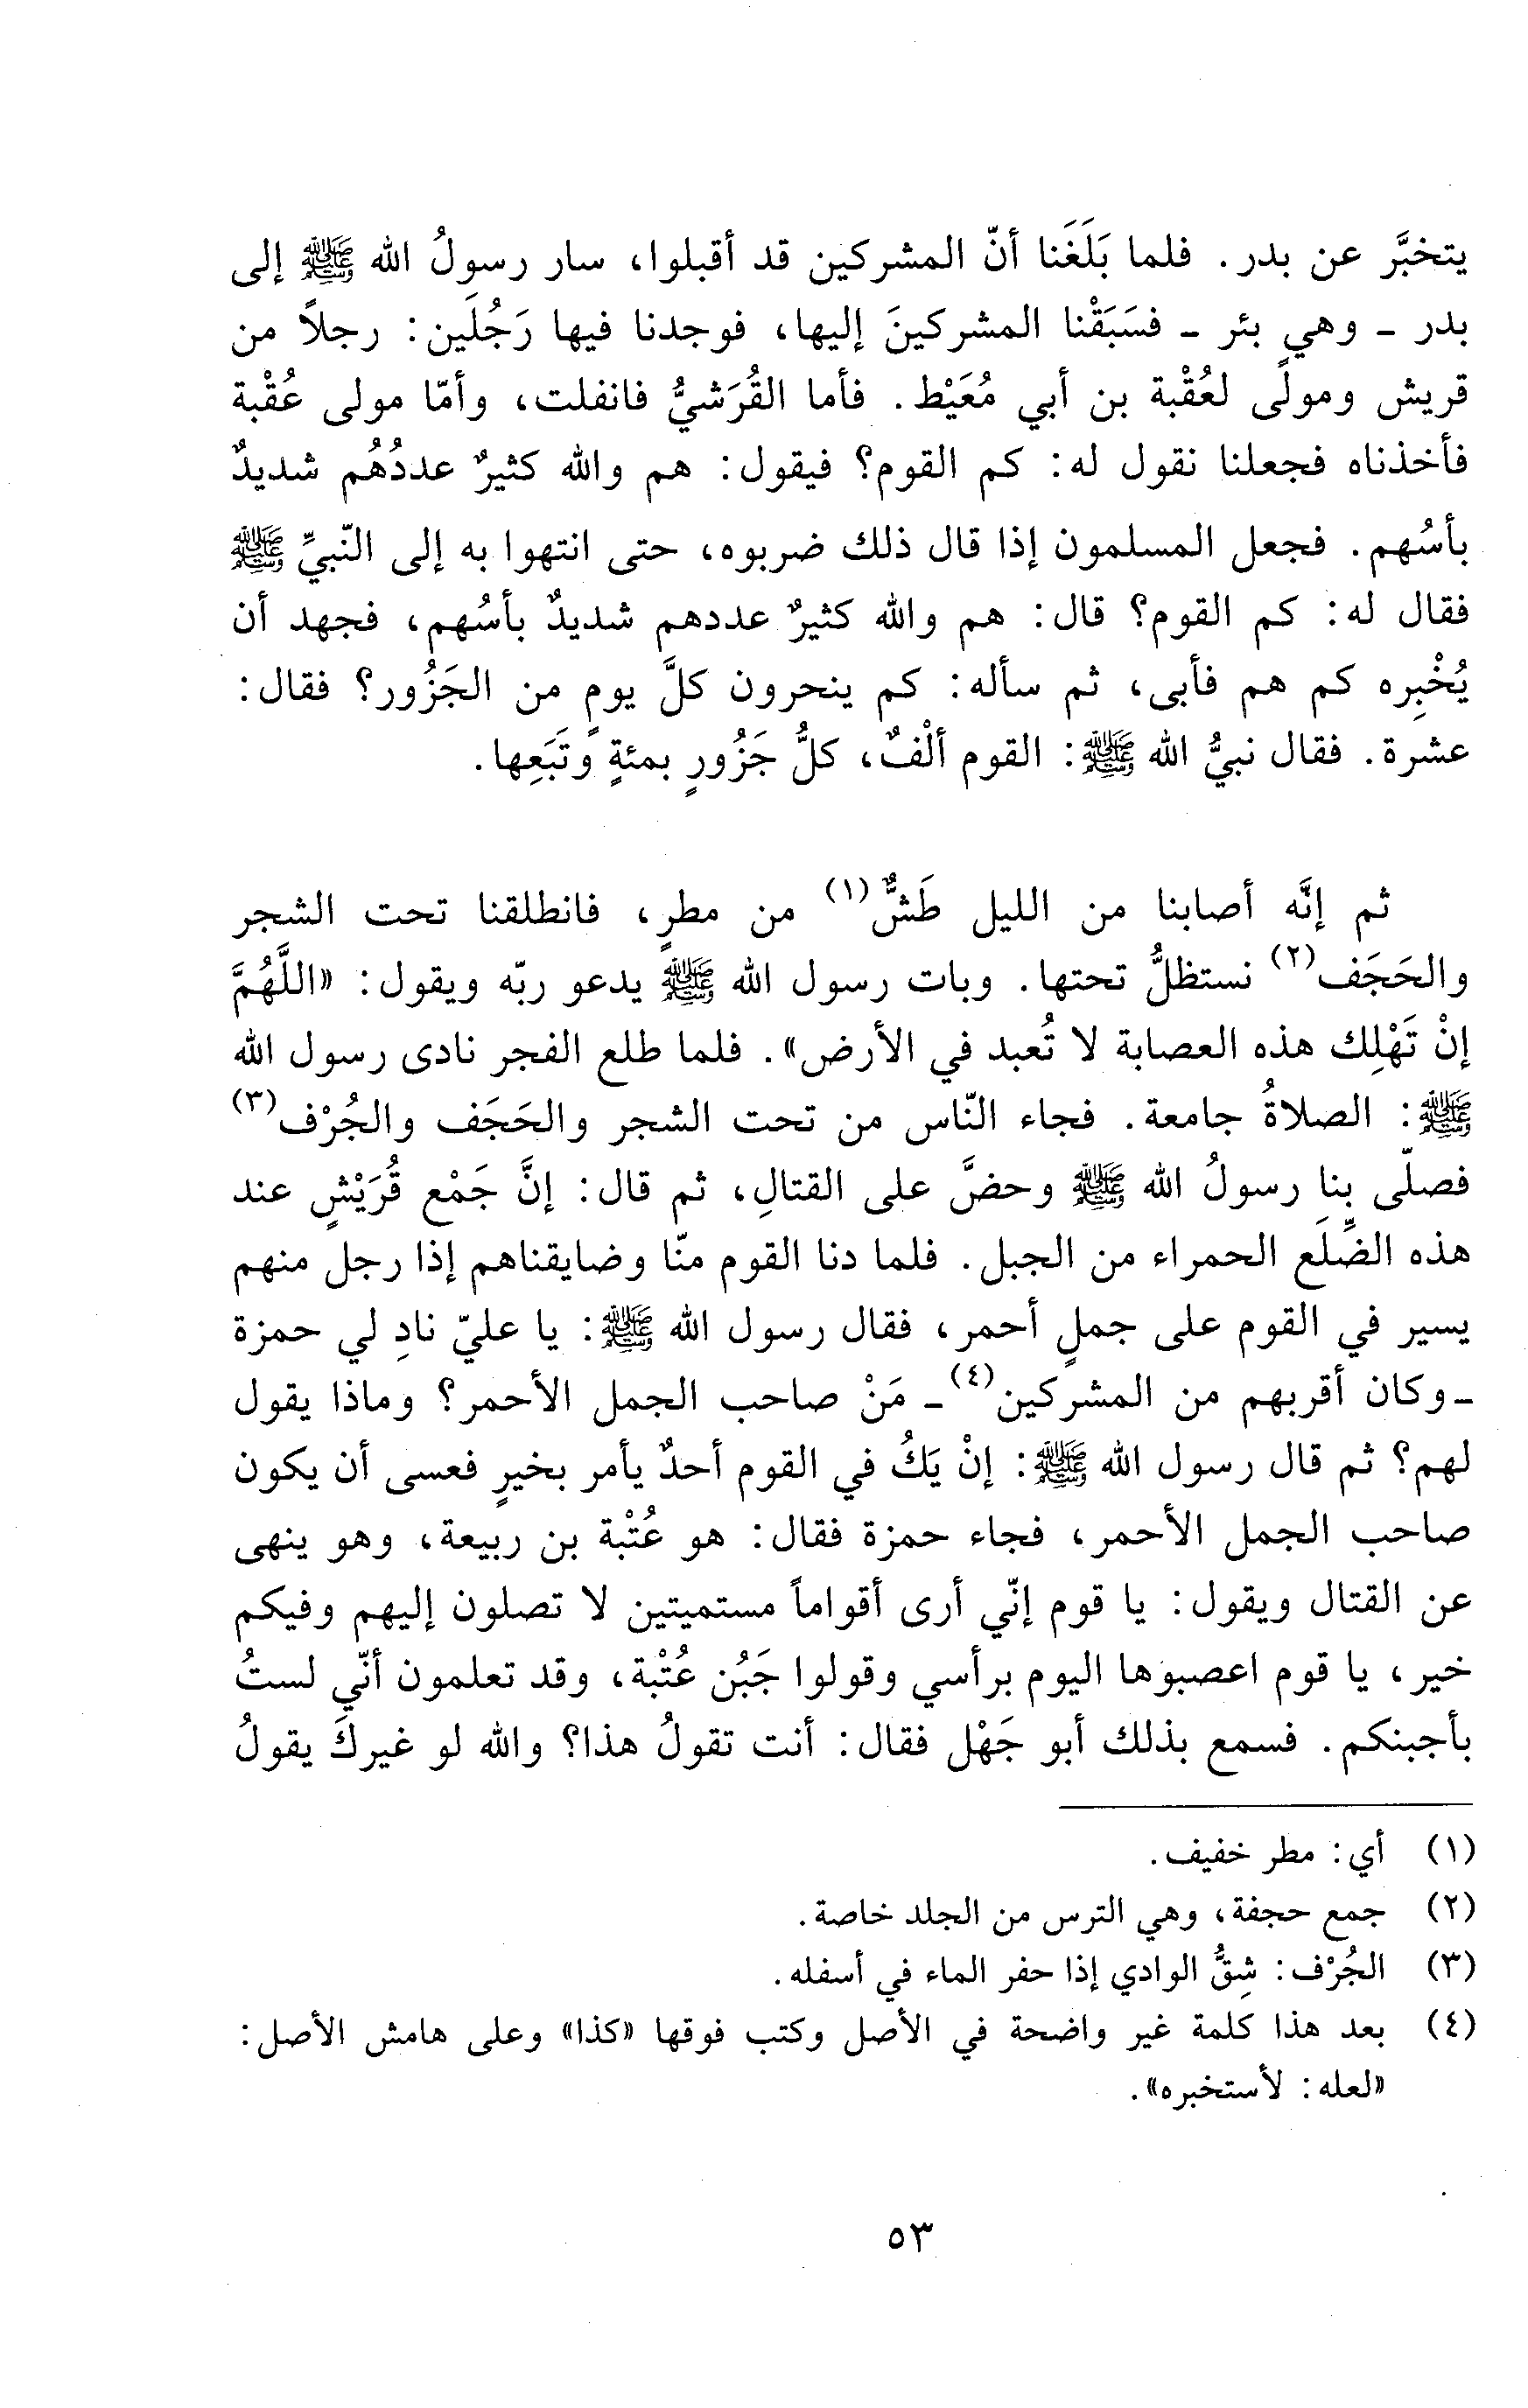 يتخبَّر عن بدر. فلما بَلَغَنا أنّ المشركين قد أقبلوا، سار رسولُ الله ﷺ إلى
بدر ـ وهي بئر ـ فسَبَقْنا المشركينَ إليها، فوجدنا فيها رَجُلَين: رجلاً من
قريش ومولًى لعُقْبة بن أبي مُعَيْط. فأما القُرَشيُّ فانفلت، وأمّا مولى عُقْبة
فأخذناه فجعلنا نقول له: كم القوم؟ فيقول: هم والله كثيرٌ عددُهُم شديدٌ
بأسُهم. فجعل المسلمون إذا قال ذلك ضربوه، حتى انتهوا به إلى النّبيِّ ﷺ
فقال له: كم القوم؟ قال: هم والله كثيرٌ عددهم شديدٌ بأسُهم، فجهد أن
يُخْبِره كم هم فأبى، ثم سأله: كم ينحرون كلَّ يومٍ من الجَزُور؟ فقال:
عشرة. فقال نبيُّ الله ﷺ: القوم ألْفٌ، كلُّ جَزُورٍ بمئةٍ وتَبَعِها.
ثم إنَّه أصابنا من الليل طَشٌّ(١) من مطرٍ، فانطلقنا تحت الشجر
والحَجَف(٢) نستظلُّ تحتها. وبات رسول الله ﷺ يدعو ربّه ويقول: «اللَّهُمَّ
إنْ تَهْلِك هذه العصابة لا تُعبد في الأرض». فلما طلع الفجر نادى رسول الله
ﷺ: الصلاةُ جامعة. فجاء النّاس من تحت الشجر والحَجَف والجُرْف(٣)
فصلّى بنا رسولُ الله ﷺ وحضَّ على القتالِ، ثم قال: إنَّ جَمْع قُرَيْشٍ عند
هذه الضِّلَع الحمراء من الجبل. فلما دنا القوم منّا وضايقناهم إذا رجل منهم
يسير في القوم على جملٍ أحمر، فقال رسول الله ﷺ: يا عليّ نادِ لي حمزة
ـ وكان أقربهم من المشركين(٤) ـ مَنْ صاحب الجمل الأحمر؟ وماذا يقول
لهم؟ ثم قال رسول الله ﷺ: إنْ يَكُ في القوم أحدٌ يأمر بخيرٍ فعسى أن يكون
صاحب الجمل الأحمر، فجاء حمزة فقال: هو عُتْبة بن ربيعة، وهو ينهى
عن القتال ويقول: يا قوم إنّي أرى أقواماً مستميتين لا تصلون إليهم وفيكم
خير، يا قوم اعصبوها اليوم برأسي وقولوا جَبُن عُتْبة، وقد تعلمون أنّي لستُ
بأجبنكم. فسمع بذلك أبو جَهْل فقال: أنت تقولُ هذا؟ والله لو غيركَ يقولُ
(١) أي: مطر خفيف.
(٢) جمع حجفة، وهي الترس من الجلد خاصة.
(٣) الجُرْف: شِقُّ الوادي إذا حفر الماء في أسفله.
(٤) بعد هذا كلمة غير واضحة في الأصل وكتب فوقها «كذا» وعلى هامش الأصل:
«لعله: لأستخبره».
٥٣